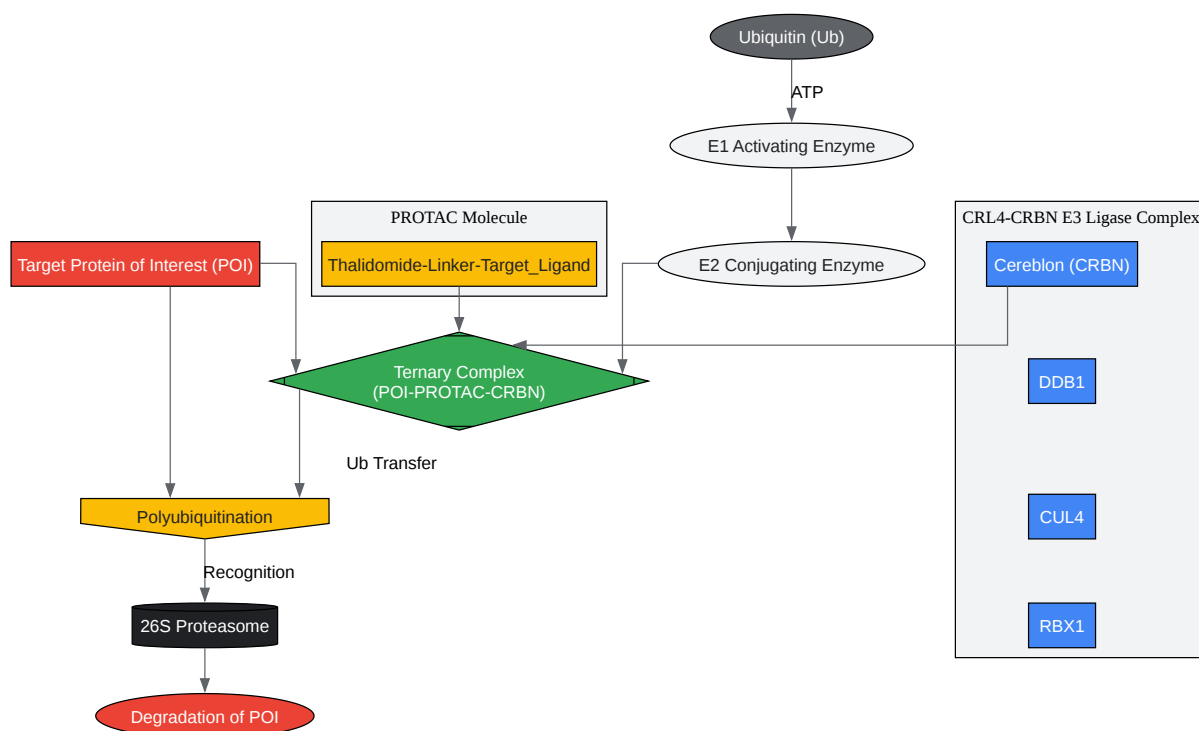 Ubiquitin (Ub)
ATP
E1 Activating Enzyme
PROTAC Molecule
CRL4-CRBN E3 Ligase Complex
Target Protein of Interest (POI)
Thalidomide-Linker-Target_Ligand
E2 Conjugating Enzyme
Cereblon (CRBN)
Ternary Complex
(POI-PROTAC-CRBN)
DDB1
Ub Transfer
Polyubiquitination
CUL4
Recognition
26S Proteasome
RBX1
Degradation of POI